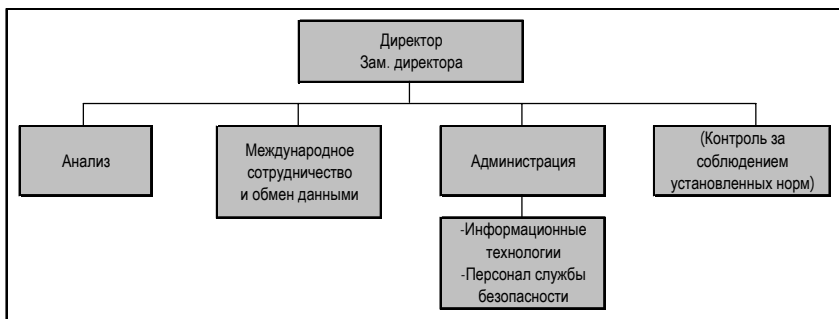 Директор
Зам. директора
Анализ
Международное
сотрудничество
и обмен данными
Администрация
(Контроль за
соблюдением
установленных норм)
-Информационные
технологии
-Персонал службы
безопасности